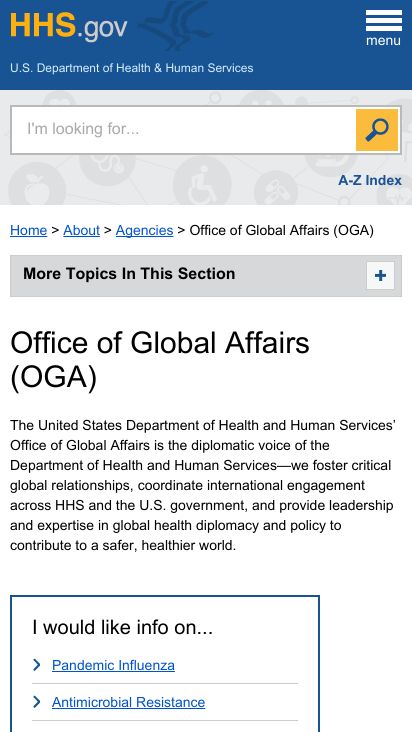 HHS.gov
menu
U.S. Department of Health & Human Services
I'm looking for...
A-Z Index
Home > About > Agencies > Office of Global Affairs (OGA)
More Topics In This Section
+
Office of Global Affairs
(OGA)
The United States Department of Health and Human Services'
Office of Global Affairs is the diplomatic voice of the
Department of Health and Human Services—we foster critical
global relationships, coordinate international engagement
across HHS and the U.S. government, and provide leadership
and expertise in global health diplomacy and policy to
contribute to a safer, healthier world.
I would like info on...
Pandemic Influenza
Antimicrobial Resistance